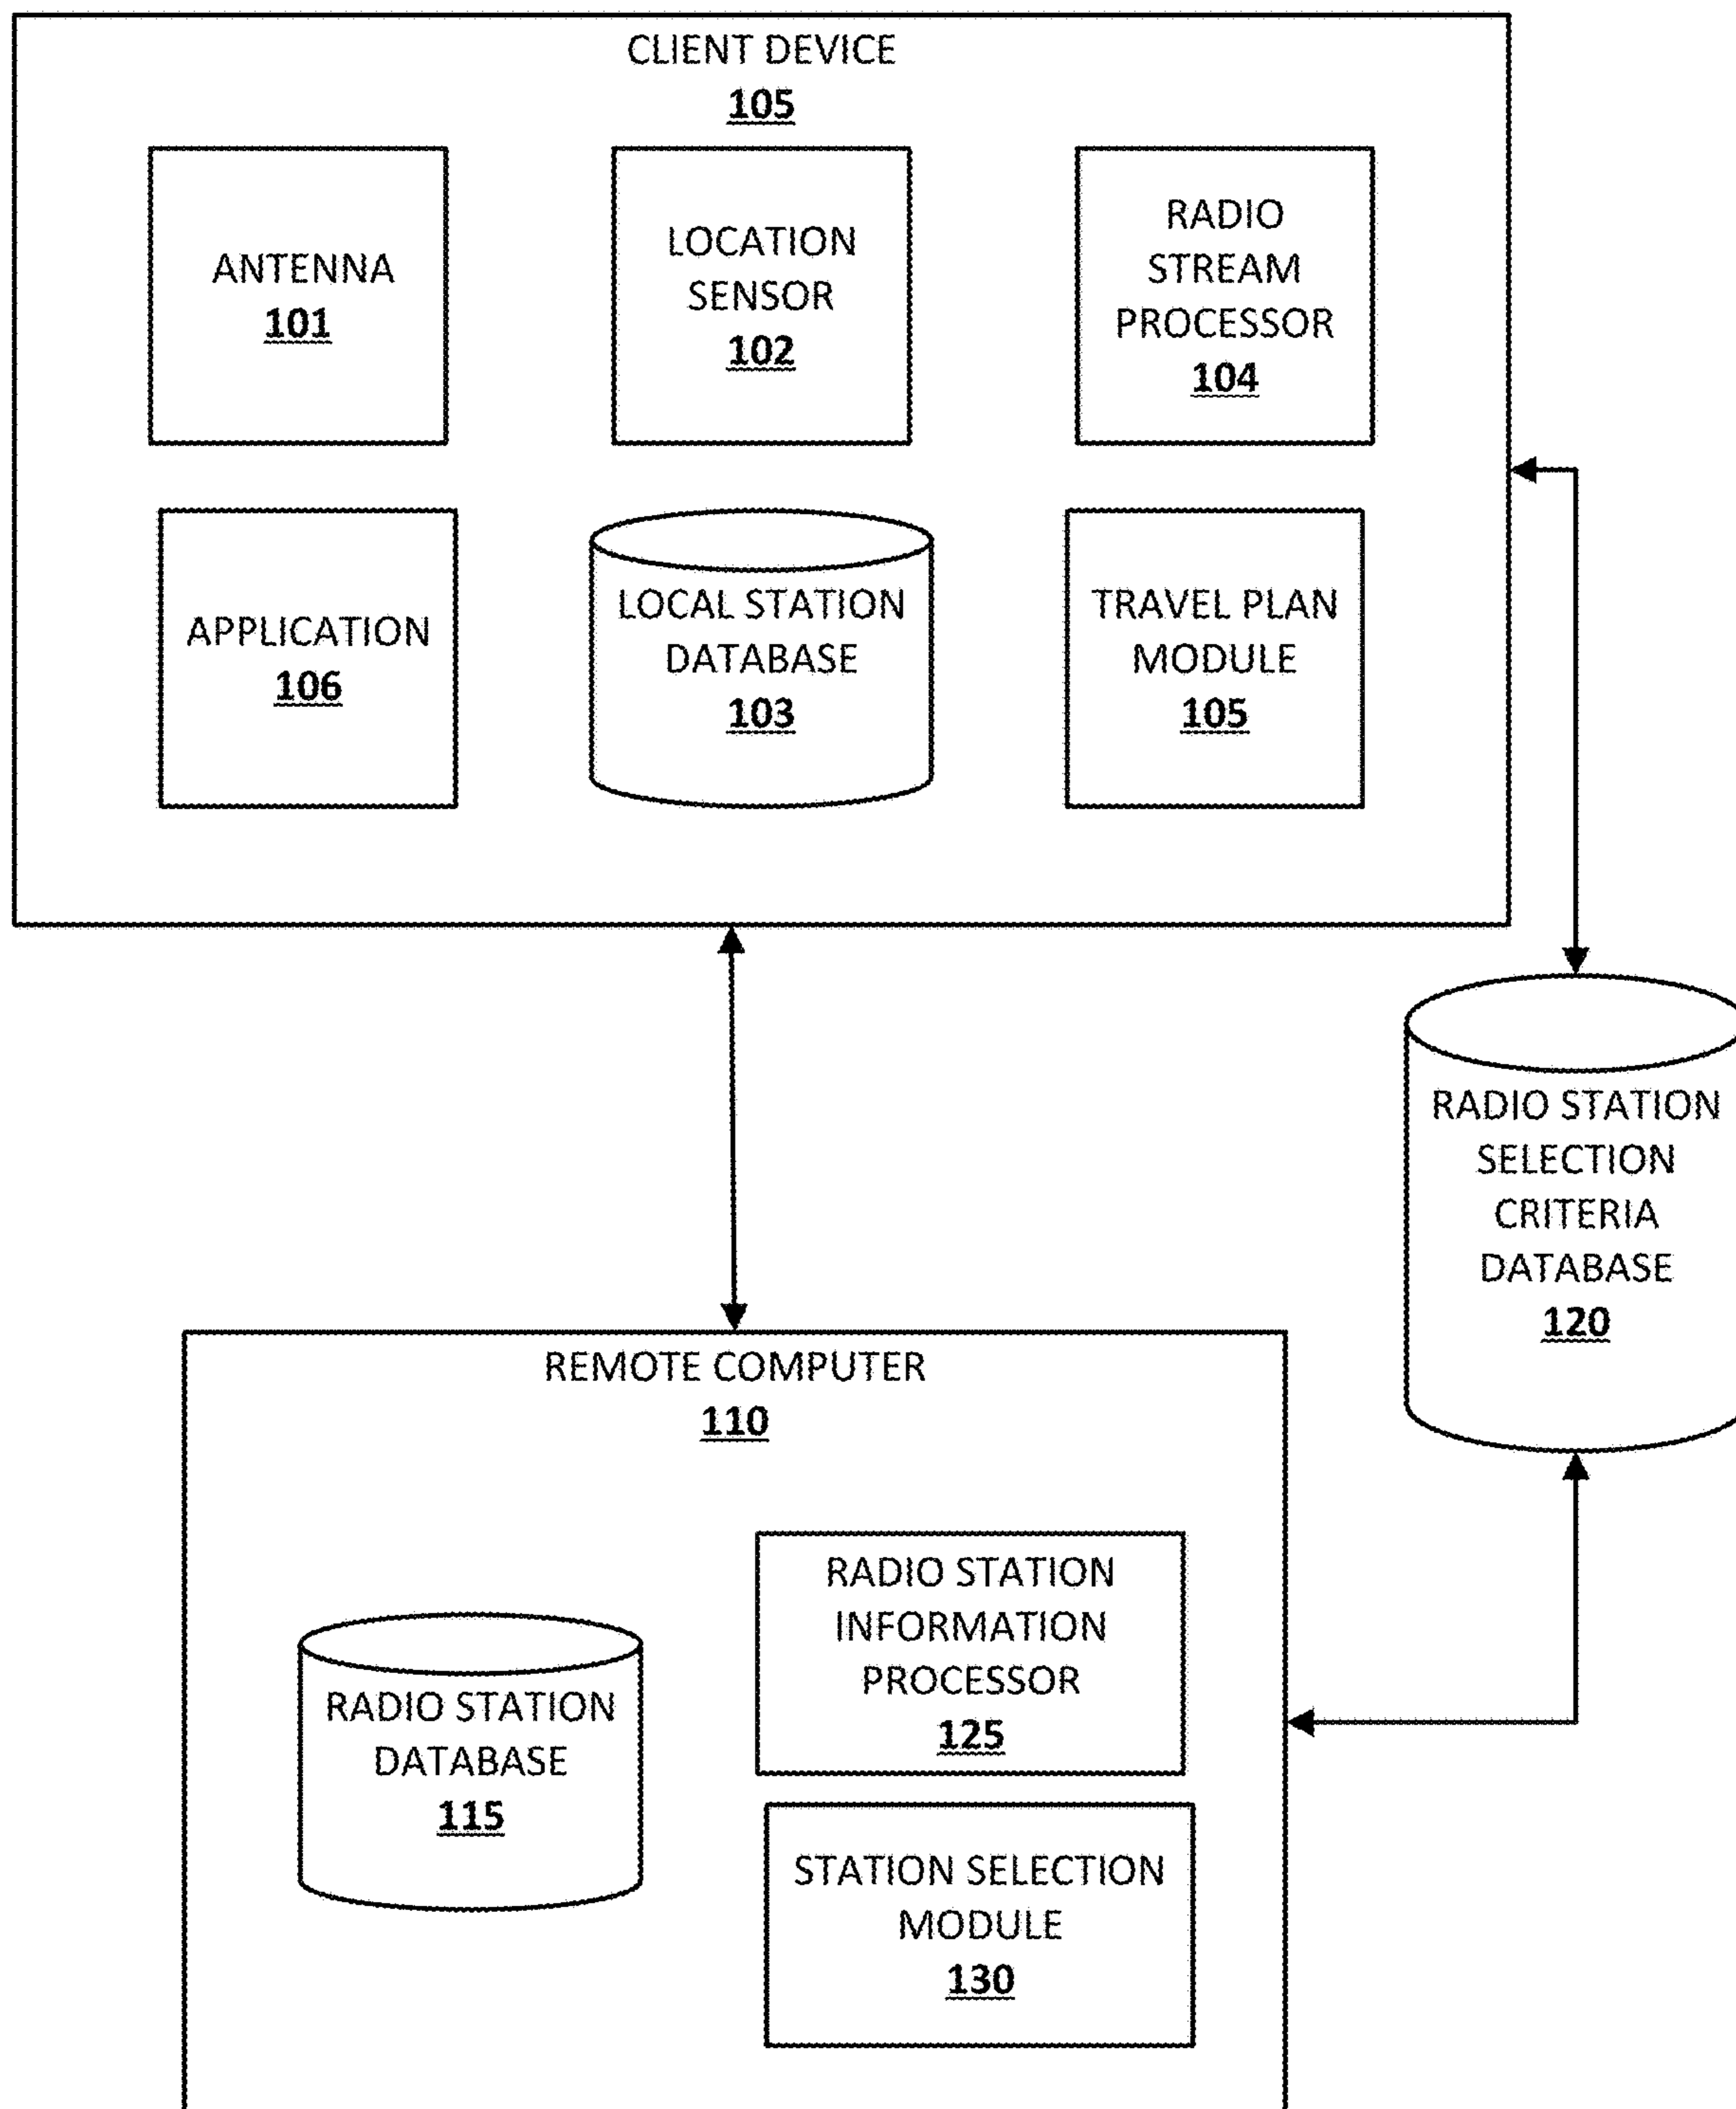 CLIENT DEVICE
105
ANTENNA
101
LOCATION
SENSOR
102
RADIO
STREAM
PROCESSOR
104
APPLICATION
106
LOCAL STATION
DATABASE
103
TRAVEL PLAN
MODULE
105
RADIO STATION
SELECTION
CRITERIA
DATABASE
120
REMOTE COMPUTER
110
RADIO STATION
DATABASE
115
RADIO STATION
INFORMATION
PROCESSOR
125
STATION SELECTION
MODULE
130